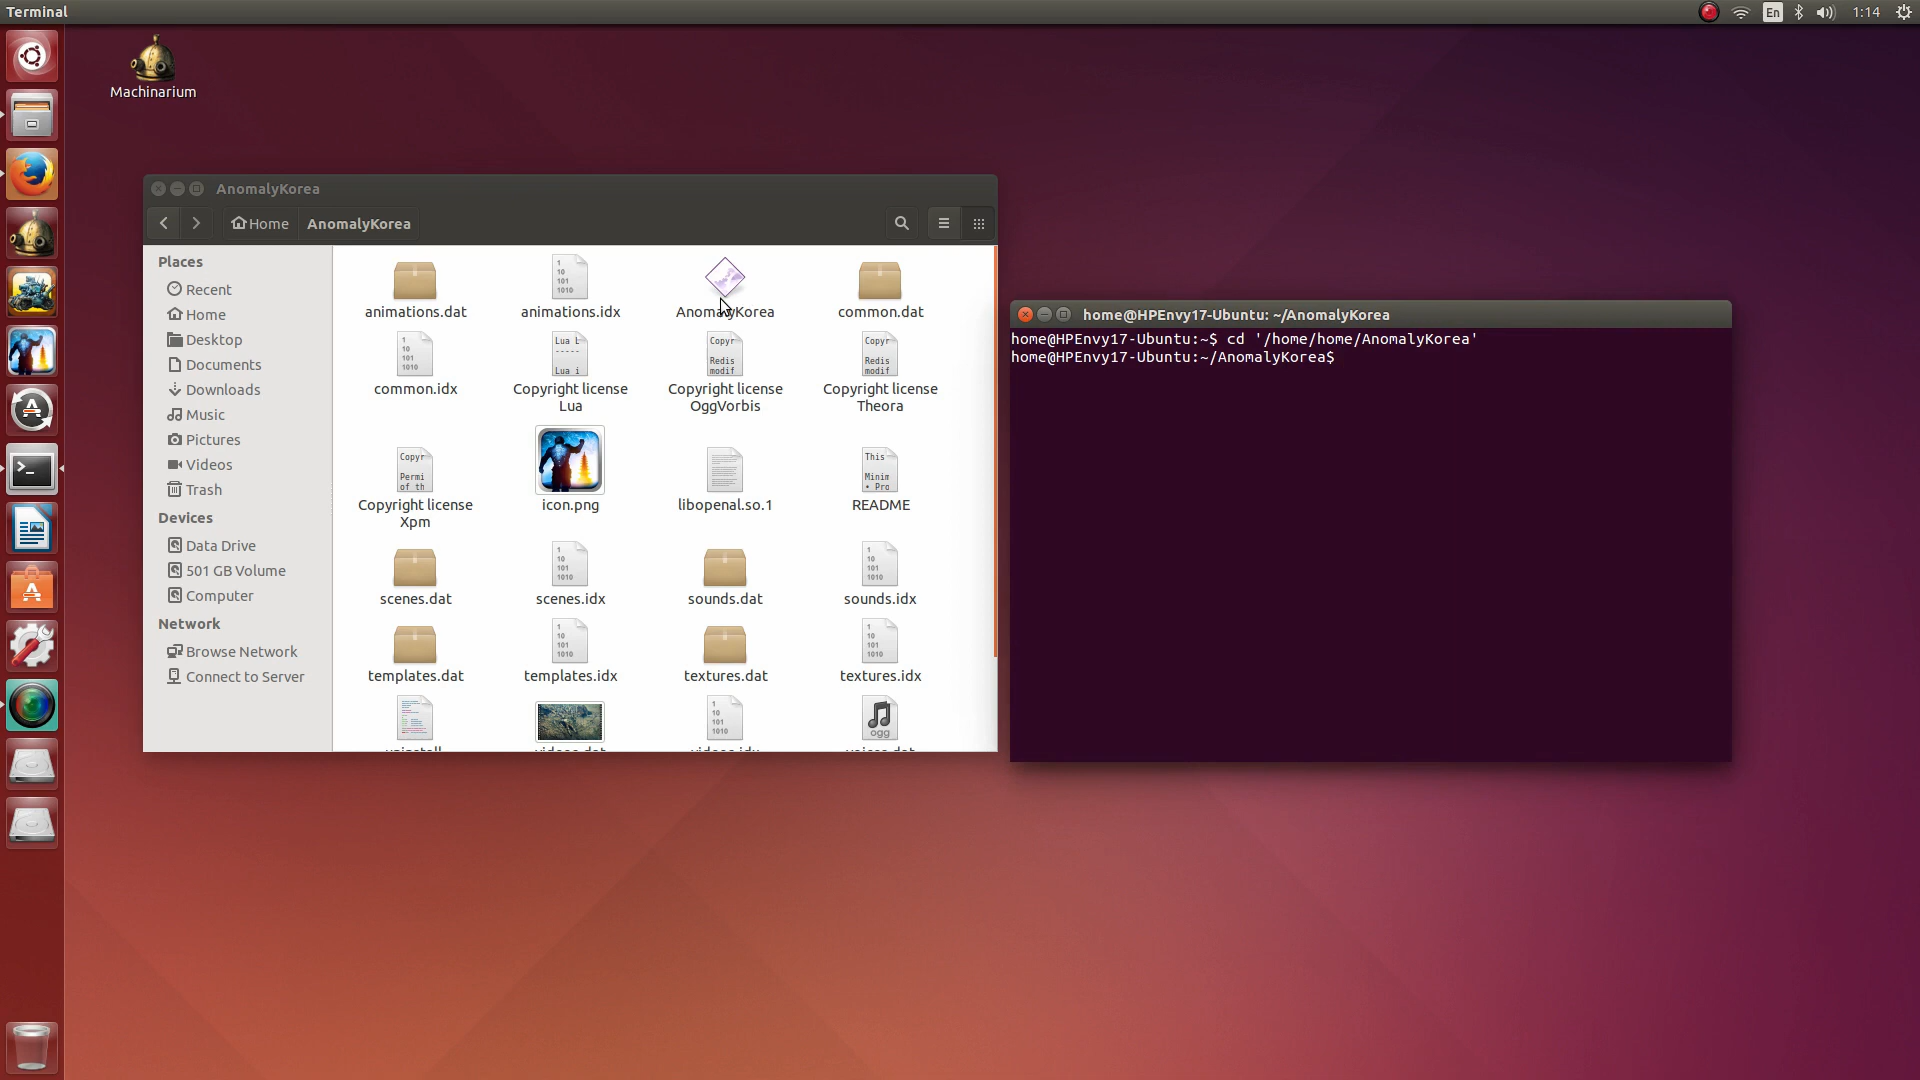 Terminal
En
1:14
Machinarium
AnomalyKorea
Home
AnomalyKorea
Places
Recent
Home
Desktop
Documents
Downloads
Music
Pictures
Videos
Trash
Devices
Data Drive
501 GB Volume
Computer
Network
Browse Network
Connect to Server
animations.dat
animations.idx
AnomalyKorea
common.dat
common.idx
Copyright license
Lua
Copyright license
OggVorbis
Copyright license
Theora
Copyright license
Xpm
icon.png
libopenal.so.1
README
scenes.dat
scenes.idx
sounds.dat
sounds.idx
templates.dat
templates.idx
textures.dat
textures.idx
ogg
home@HPEnvy17-Ubuntu: ~/AnomalyKorea
home@HPEnvy17-Ubuntu:~$ cd '/home/home/AnomalyKorea'
home@HPEnvy17-Ubuntu:~/AnomalyKorea$